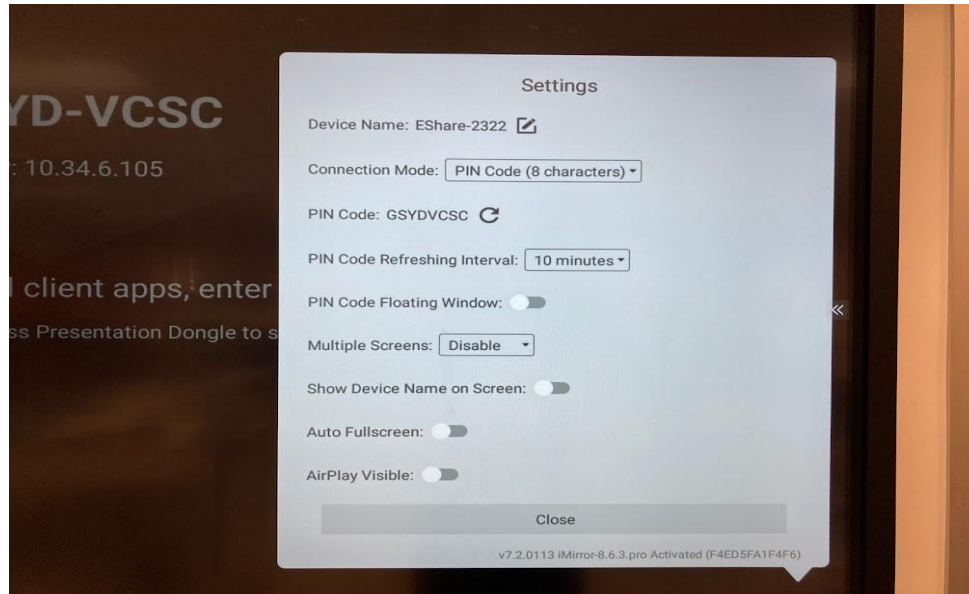 YD-VCSC
: 10.34.6.105
client apps, enter
ss Presentation Dongle to s
Settings
Device Name: EShare-2322
Connection Mode: PIN Code (8 characters)
PIN Code: GSYDVCSC
PIN Code Refreshing Interval: 10 minutes
PIN Code Floating Window:
Multiple Screens: Disable
Show Device Name on Screen:
Auto Fullscreen:
AirPlay Visible:
Close
v7.2.0113 iMirror-8.6.3.pro Activated (F4ED5FA1F4F6)